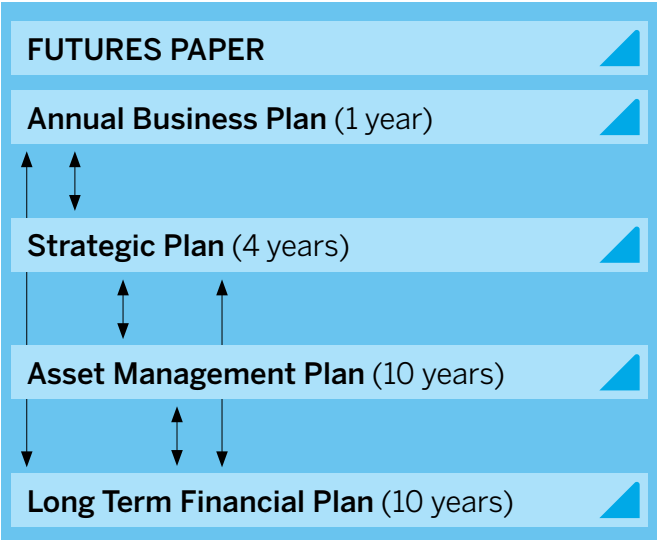 FUTURES PAPER
Annual Business Plan (1 year)
Strategic Plan (4 years)
Asset Management Plan (10 years)
Long Term Financial Plan (10 years)